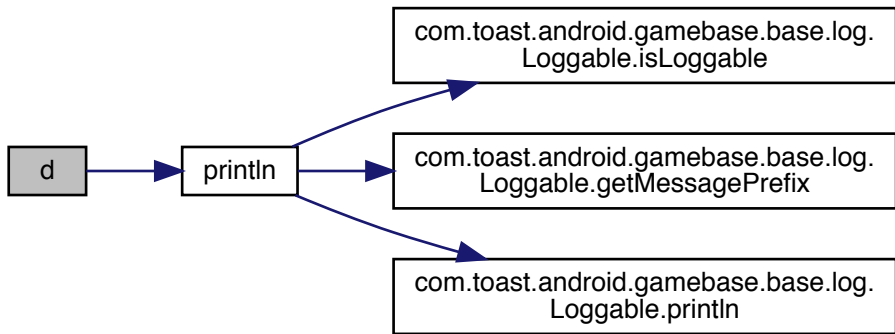 com.toast.android.gamebase.base.log.
Loggable.isLoggable
d
println
com.toast.android.gamebase.base.log.
Loggable.getMessagePrefix
com.toast.android.gamebase.base.log.
Loggable.println